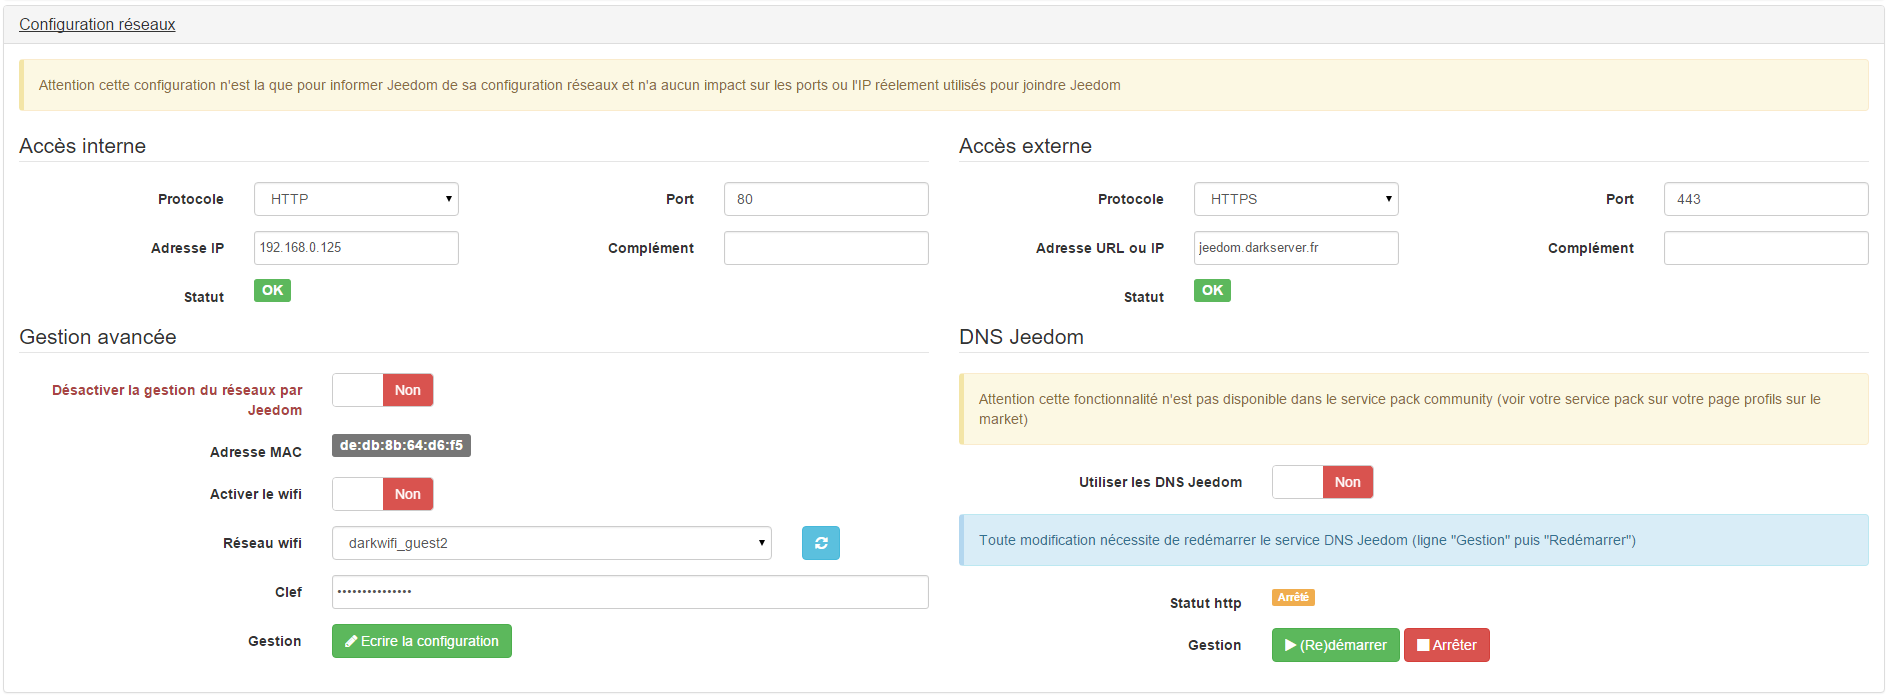 Configuration réseaux
Attention cette configuration n'est la que pour informer Jeedom de sa configuration réseaux et n'a aucun impact sur les ports ou l'IP réelement utilisés pour joindre Jeedom
Accès interne
Protocole HTTP Port 80
Adresse IP 192.168.0.125 Complément
Statut OK
Accès externe
Protocole HTTPS Port 443
Adresse URL ou IP jeedom.darkserver.fr Complément
Statut OK
Gestion avancée
Désactiver la gestion du réseaux par
Jeedom
Non
Adresse MAC de:db:8b:64:d6:f5
Activer le wifi Non
Réseau wifi darkwifi_guest2
Clef •••••••••••••••
Gestion Ecrire la configuration
DNS Jeedom
Attention cette fonctionnalité n'est pas disponible dans le service pack community (voir votre service pack sur votre page profils sur le
market)
Utiliser les DNS Jeedom Non
Toute modification nécessite de redémarrer le service DNS Jeedom (ligne "Gestion" puis "Redémarrer")
Statut http Arrêté
Gestion (Re)démarrer Arrêter